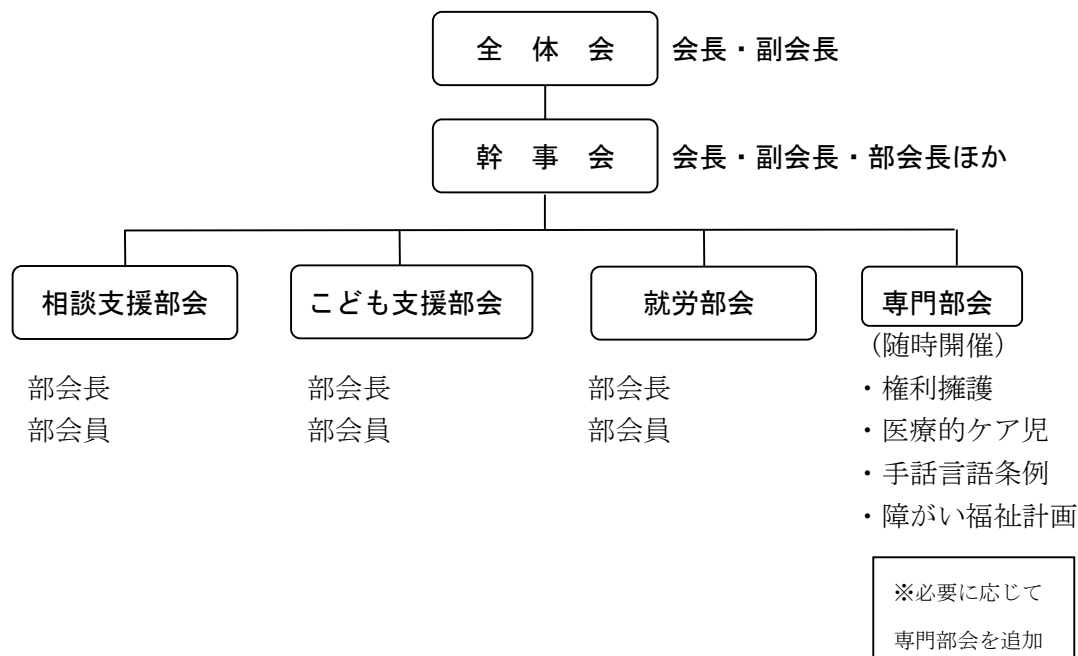 全 体 会 会長・副会長
幹 事 会 会長・副会長・部会長ほか
相談支援部会 こども支援部会 就労部会 専門部会
(随時開催)
部会長 部会長 部会長 ・権利擁護
部会員 部会員 部会員 ・医療的ケア児
・手話言語条例
・障がい福祉計画
※必要に応じて
専門部会を追加